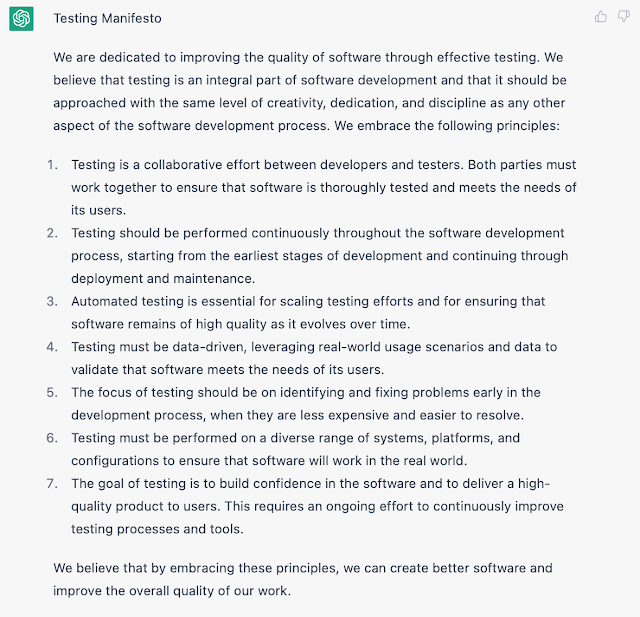 Testing Manifesto
We are dedicated to improving the quality of software through effective testing. We
believe that testing is an integral part of software development and that it should be
approached with the same level of creativity, dedication, and discipline as any other
aspect of the software development process. We embrace the following principles:
1. Testing is a collaborative effort between developers and testers. Both parties must
work together to ensure that software is thoroughly tested and meets the needs of
its users.
2. Testing should be performed continuously throughout the software development
process, starting from the earliest stages of development and continuing through
deployment and maintenance.
3. Automated testing is essential for scaling testing efforts and for ensuring that
software remains of high quality as it evolves over time.
4. Testing must be data-driven, leveraging real-world usage scenarios and data to
validate that software meets the needs of its users.
5. The focus of testing should be on identifying and fixing problems early in the
development process, when they are less expensive and easier to resolve.
6. Testing must be performed on a diverse range of systems, platforms, and
configurations to ensure that software will work in the real world.
7. The goal of testing is to build confidence in the software and to deliver a high-
quality product to users. This requires an ongoing effort to continuously improve
testing processes and tools.
We believe that by embracing these principles, we can create better software and
improve the overall quality of our work.